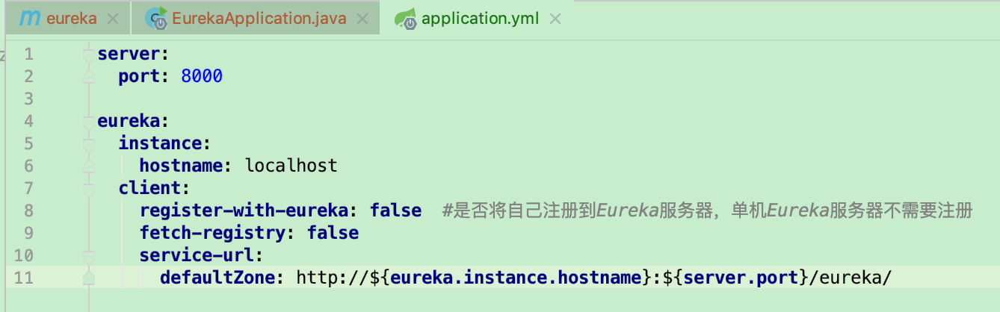 m eureka × C EurekaApplication.java × application.yml ×
1 server:
2   port: 8000
3
4 eureka:
5   instance:
6     hostname: localhost
7   client:
8     register-with-eureka: false  #是否将自己注册到Eureka服务器，单机Eureka服务器不需要注册
9     fetch-registry: false
10     service-url:
11       defaultZone: http://${eureka.instance.hostname}:${server.port}/eureka/